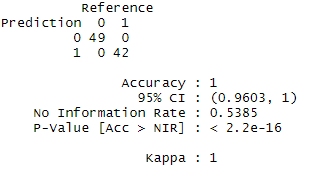 Reference
Prediction 0 1
0 49 0
1 0 42
Accuracy : 1
95% CI : (0.9603, 1)
No Information Rate : 0.5385
P-Value [Acc > NIR] : < 2.2e-16
Kappa : 1